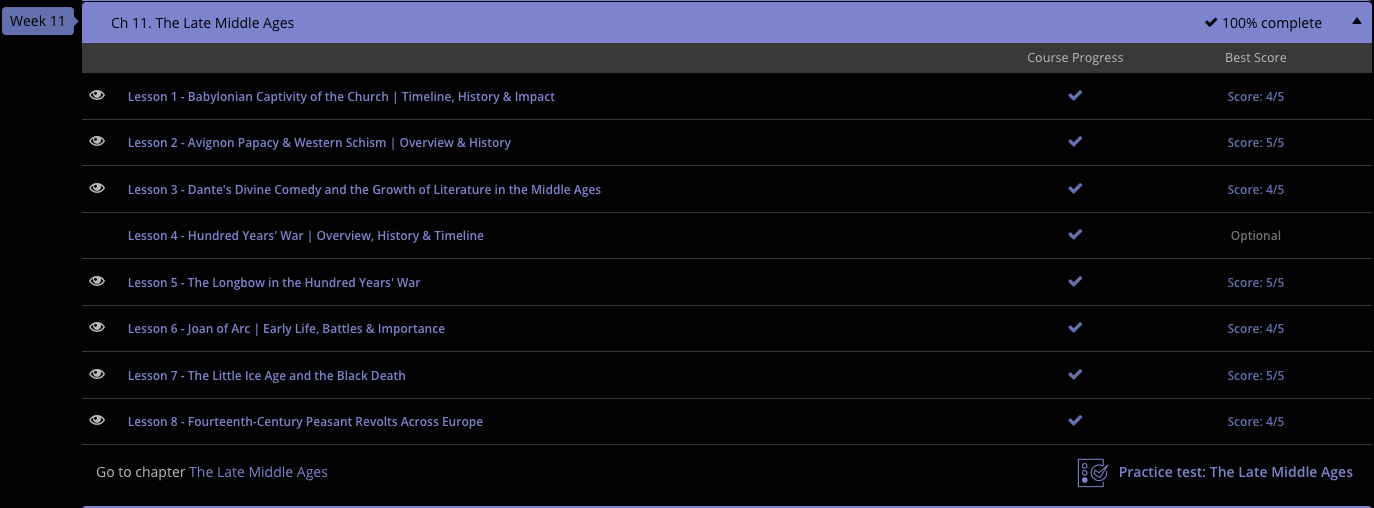 Week 11
Ch 11. The Late Middle Ages 100% complete
Course Progress Best Score
Lesson 1 - Babylonian Captivity of the Church | Timeline, History & Impact Score: 4/5
Lesson 2 - Avignon Papacy & Western Schism | Overview & History Score: 5/5
Lesson 3 - Dante's Divine Comedy and the Growth of Literature in the Middle Ages Score: 4/5
Lesson 4 - Hundred Years' War | Overview, History & Timeline Optional
Lesson 5 - The Longbow in the Hundred Years' War Score: 5/5
Lesson 6 - Joan of Arc | Early Life, Battles & Importance Score: 4/5
Lesson 7 - The Little Ice Age and the Black Death Score: 5/5
Lesson 8 - Fourteenth-Century Peasant Revolts Across Europe Score: 4/5
Go to chapter The Late Middle Ages Practice test: The Late Middle Ages